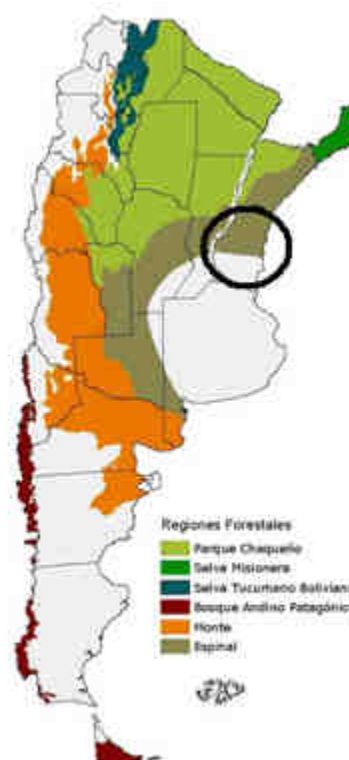 Regiones Forestales
Parque Chaqueño
Selva Misionera
Selva Tucumano Bolivian
Bosque Andino Patagónic
Monte
Espinal